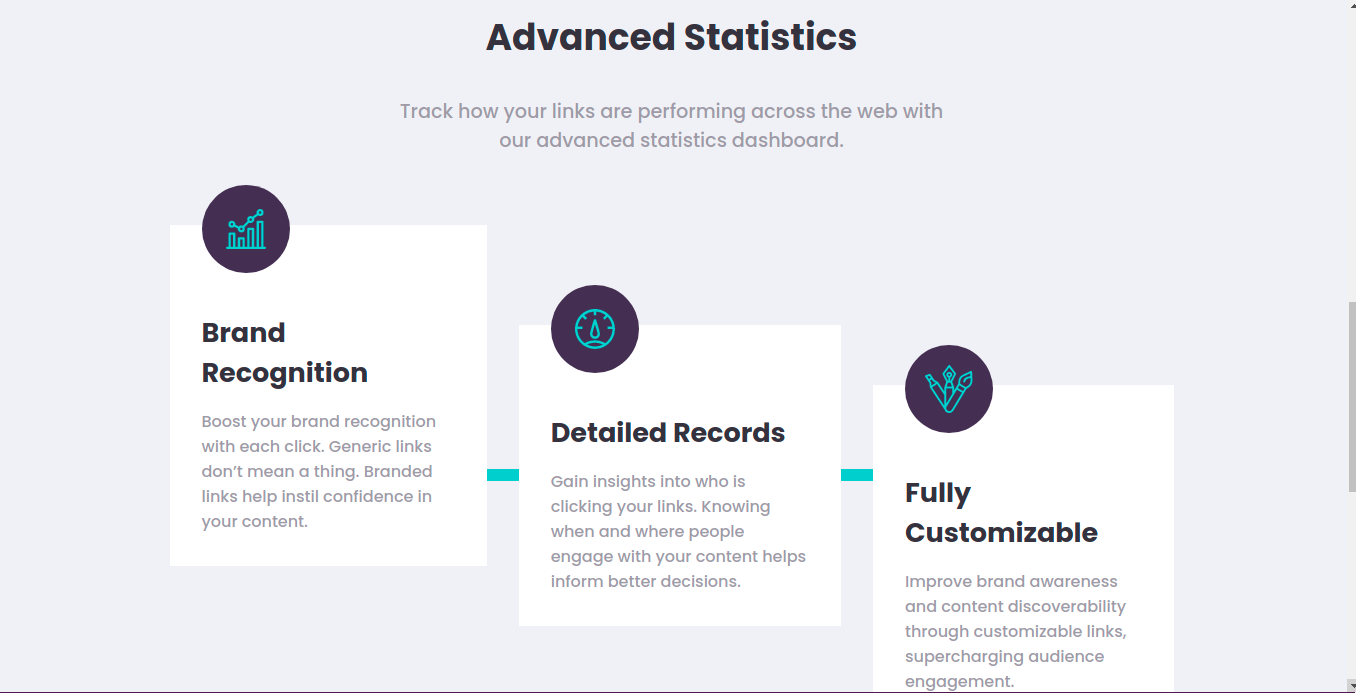 Advanced Statistics
Track how your links are performing across the web with
our advanced statistics dashboard.
Brand
Recognition
Boost your brand recognition
with each click. Generic links
don’t mean a thing. Branded
links help instil confidence in
your content.
Detailed Records
Gain insights into who is
clicking your links. Knowing
when and where people
engage with your content helps
inform better decisions.
Fully
Customizable
Improve brand awareness
and content discoverability
through customizable links,
supercharging audience
engagement.